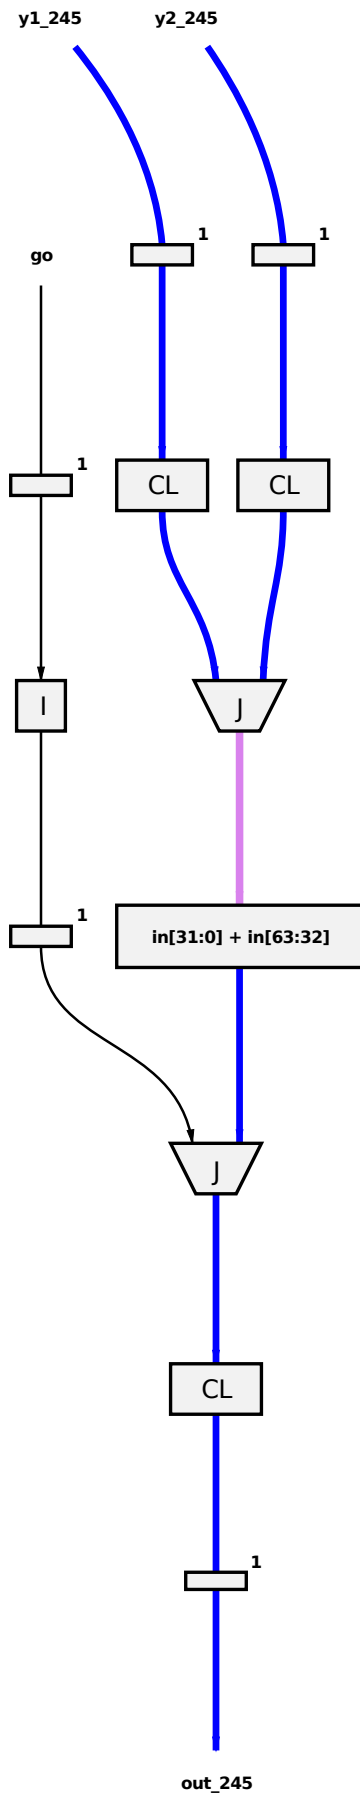 y1_245 y2_245
1 1
go
1
CL CL
I
J
1
in[31:0] + in[63:32]
J
CL
1
out_245